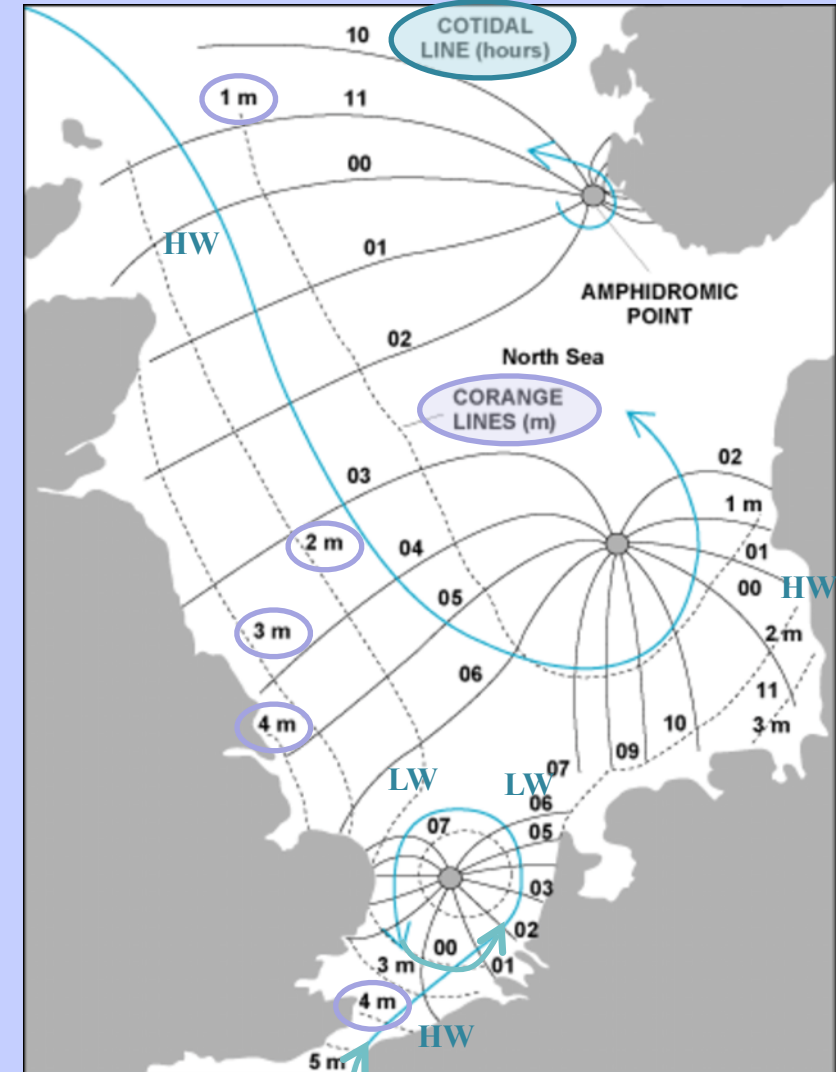 10
COTIDAL
LINE (hours)
1 m
11
00
HW
01
AMPHIDROMIC
POINT
02
North Sea
CORANGE
LINES (m)
03
02
1 m
2 m
04
01
05
00
HW
3 m
2 m
06
11
4 m
10
3 m
09
LW
07
LW
06
07
05
03
02
00
3 m
01
4 m
HW
5 m